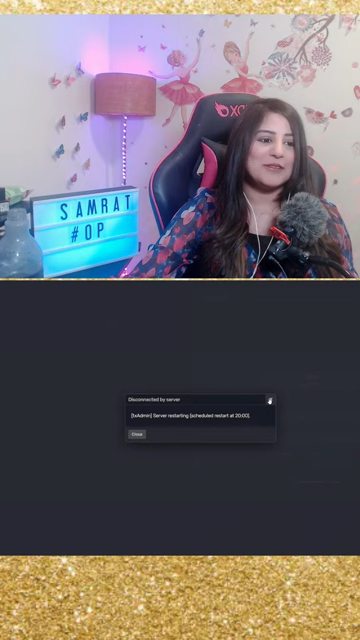 SAMRAT
#OP
Disconnected by server
[txAdmin] Server restarting (scheduled restart at 20:00).
Close